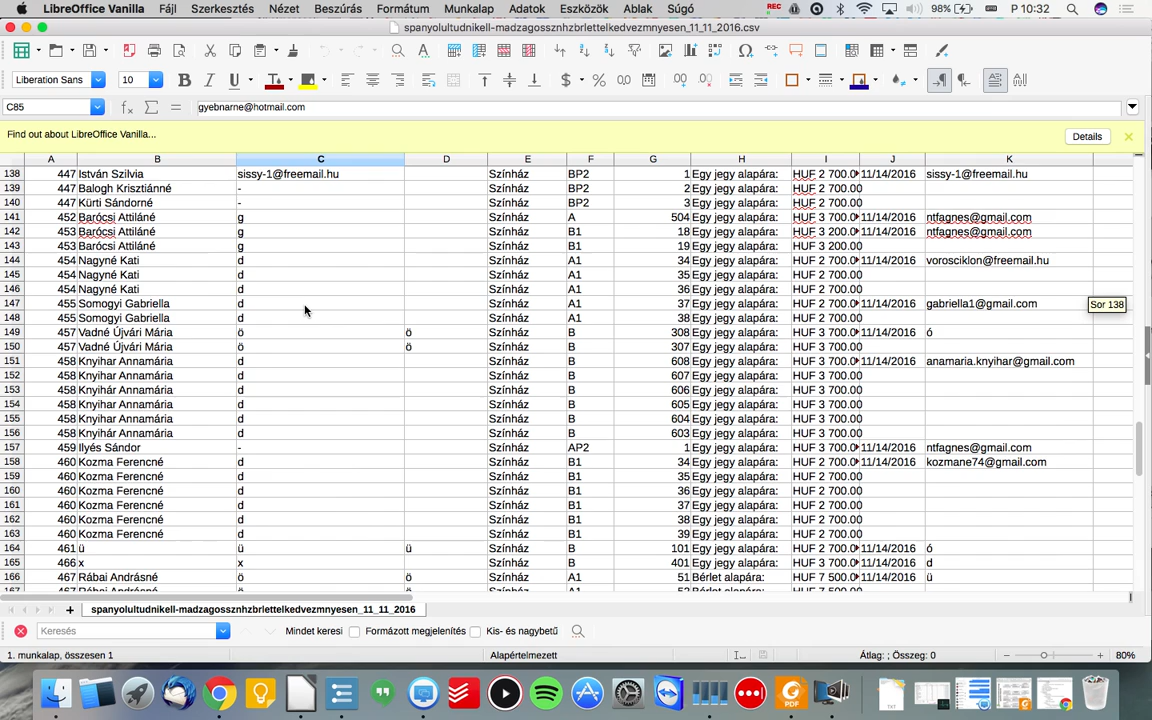 LibreOffice Vanilla Fájl Szerkesztés Nézet Beszúrás Formátum Munkalap Adatok Eszközök Ablak Súgó REC 98% P 10:32
spanyolultudnikell-madzagossznhzbrlettelkedvezmnyesen_11_11_2016.csv
Liberation Sans 10
C85 gyebnarne@hotmail.com
Find out about LibreOffice Vanilla... Details
A B C D E F G H I J K
138 447 István Szilvia sissy-1@freemail.hu Színház BP2 1 Egy jegy alapára: HUF 2 700.0 11/14/2016 sissy-1@freemail.hu
139 447 Balogh Krisztiánné - Színház BP2 2 Egy jegy alapára: HUF 2 700.00
140 447 Kürti Sándorné - Színház BP2 3 Egy jegy alapára: HUF 2 700.00
141 452 Barócsi Attiláné g Színház A 504 Egy jegy alapára: HUF 3 700.0 11/14/2016 ntfagnes@gmail.com
142 453 Barócsi Attiláné g Színház B1 18 Egy jegy alapára: HUF 3 200.0 11/14/2016 ntfagnes@gmail.com
143 453 Barócsi Attiláné g Színház B1 19 Egy jegy alapára: HUF 3 200.00
144 454 Nagyné Kati d Színház A1 34 Egy jegy alapára: HUF 2 700.0 11/14/2016 vorosciklon@freemail.hu
145 454 Nagyné Kati d Színház A1 35 Egy jegy alapára: HUF 2 700.00
146 454 Nagyné Kati d Színház A1 36 Egy jegy alapára: HUF 2 700.00
147 455 Somogyi Gabriella d Színház A1 37 Egy jegy alapára: HUF 2 700.0 11/14/2016 gabriella1@gmail.com Sor 138
148 455 Somogyi Gabriella d Színház A1 38 Egy jegy alapára: HUF 2 700.00
149 457 Vadné Újvári Mária ö ö Színház B 308 Egy jegy alapára: HUF 3 700.0 11/14/2016 ó
150 457 Vadné Újvári Mária ö ö Színház B 307 Egy jegy alapára: HUF 3 700.00
151 458 Knyihar Annamária d Színház B 608 Egy jegy alapára: HUF 3 700.0 11/14/2016 anamaria.knyihar@gmail.com
152 458 Knyihar Annamária d Színház B 607 Egy jegy alapára: HUF 3 700.00
153 458 Knyihar Annamária d Színház B 606 Egy jegy alapára: HUF 3 700.00
154 458 Knyihar Annamária d Színház B 605 Egy jegy alapára: HUF 3 700.00
155 458 Knyihar Annamária d Színház B 604 Egy jegy alapára: HUF 3 700.00
156 458 Knyihár Annamária d Színház B 603 Egy jegy alapára: HUF 3 700.00
157 459 Ilyés Sándor - Színház AP2 1 Egy jegy alapára: HUF 3 700.0 11/14/2016 ntfagnes@gmail.com
158 460 Kozma Ferencné d Színház B1 34 Egy jegy alapára: HUF 2 700.0 11/14/2016 kozmane74@gmail.com
159 460 Kozma Ferencné d Színház B1 35 Egy jegy alapára: HUF 2 700.00
160 460 Kozma Ferencné d Színház B1 36 Egy jegy alapára: HUF 2 700.00
161 460 Kozma Ferencné d Színház B1 37 Egy jegy alapára: HUF 2 700.00
162 460 Kozma Ferencné d Színház B1 38 Egy jegy alapára: HUF 2 700.00
163 460 Kozma Ferencné d Színház B1 39 Egy jegy alapára: HUF 2 700.00
164 461 ü ü ü Színház B 101 Egy jegy alapára: HUF 2 700.0 11/14/2016 ó
165 466 x x Színház B 401 Egy jegy alapára: HUF 3 700.0 11/14/2016 d
166 467 Rábai Andrásné ö ö Színház A1 51 Bérlet alapára: HUF 7 500.0 11/14/2016 ü
spanyolultudnikell-madzagossznhzbrlettelkedvezmnyesen_11_11_2016
Keresés Mindet keresi Formázott megjelenítés Kis- és nagybetű
1. munkalap, összesen 1 Alapértelmezett Átlag: ; Összeg: 0 80%
PDF